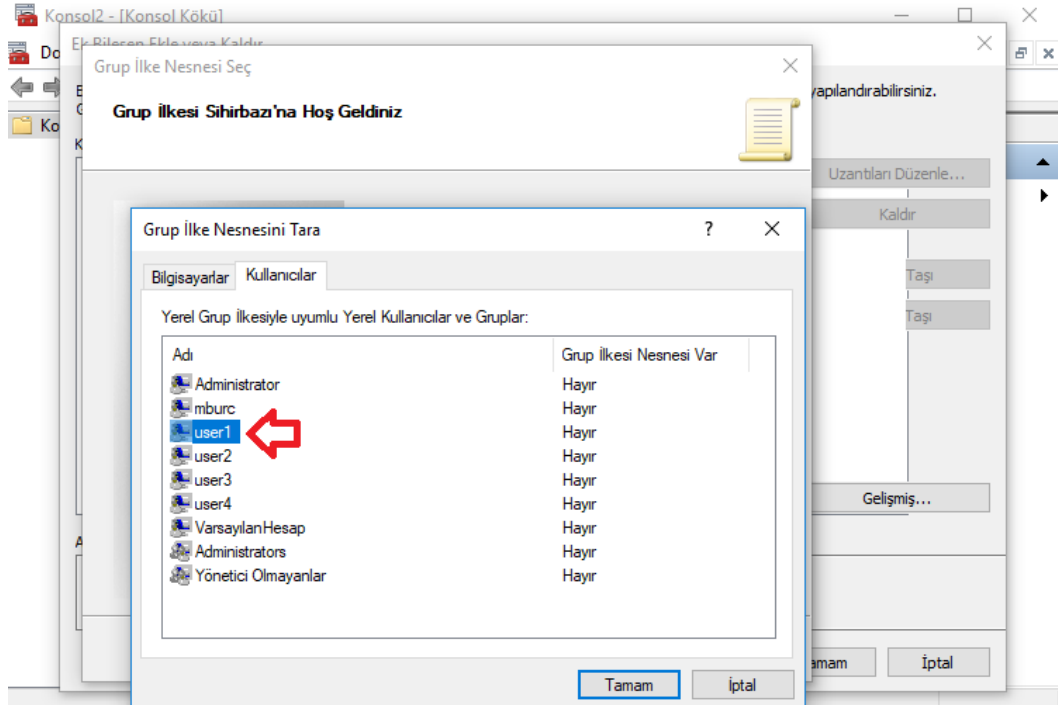 Konsol2 - [Konsol Kökü]
Ek Bileşen Ekle veya Kaldır
Do
Grup İlke Nesnesi Seç
yapılandırabilirsiniz.
Grup İlkesi Sihirbazı'na Hoş Geldiniz
Ko
Uzantıları Düzenle...
Kaldır
Taşı
Taşı
Grup İlke Nesnesini Tara
?
Bilgisayarlar Kullanıcılar
Yerel Grup İlkesiyle uyumlu Yerel Kullanıcılar ve Gruplar:
Adı Grup İlkesi Nesnesi Var
Administrator Hayır
mburc Hayır
user1 Hayır
user2 Hayır
user3 Hayır
user4 Hayır
VarsayılanHesap Hayır
Administrators Hayır
Yönetici Olmayanlar Hayır
Gelişmiş...
Tamam İptal
amam İptal